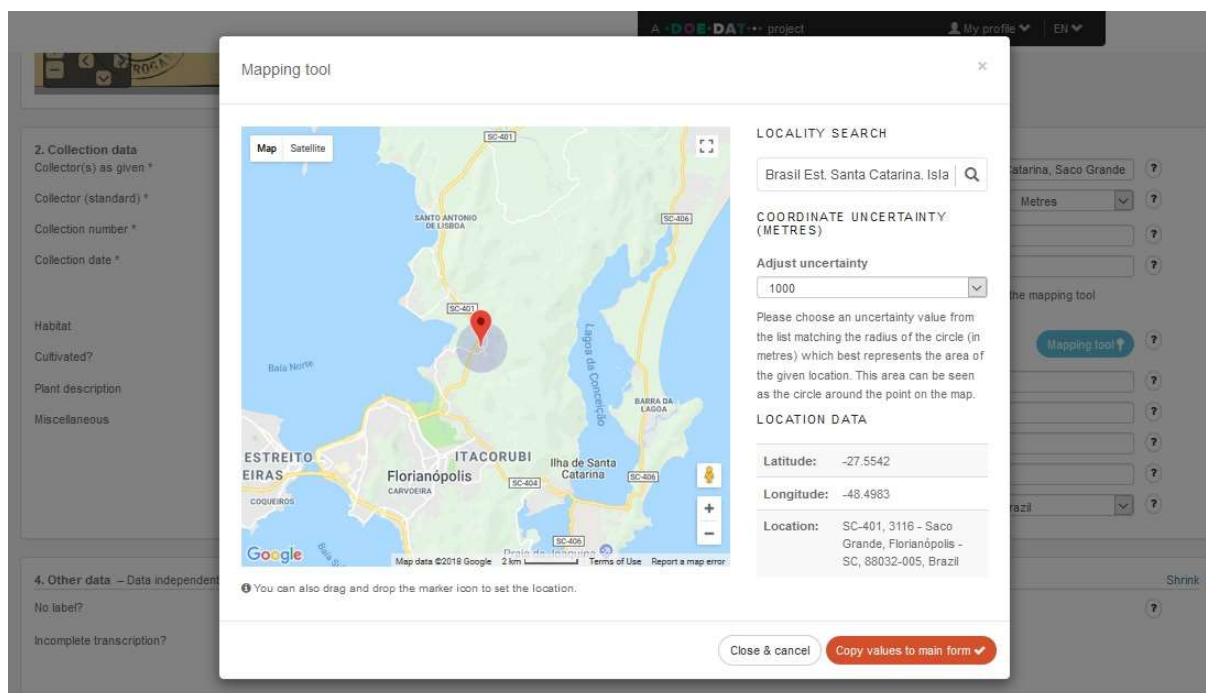 A •DOE•DAT••• project
My profile
EN
Mapping tool
×
Map
Satellite
SC-401
SANTO ANTONIO
DE LISBOA
SC-406
SC-401
Baía Norte
Lagoa da Conceição
BARRA DA
LAGOA
ESTREITO
EIRAS
ITACORUBI
Florianópolis
CARVOEIRA
COQUEIROS
SC-404
Ilha de Santa
Catarina
SC-406
SC-406
Google
Map data ©2018 Google
2 km
Terms of Use
Report a map error
You can also drag and drop the marker icon to set the location.
LOCALITY SEARCH
Brasil Est. Santa Catarina. Isla
COORDINATE UNCERTAINTY
(METRES)
Adjust uncertainty
1000
Please choose an uncertainty value from
the list matching the radius of the circle (in
metres) which best represents the area of
the given location. This area can be seen
as the circle around the point on the map.
LOCATION DATA
Latitude: -27.5542
Longitude: -48.4983
Location: SC-401, 3116 - Saco
Grande, Florianópolis -
SC, 88032-005, Brazil
Close & cancel
Copy values to main form
2. Collection data
Collector(s) as given *
Collector (standard) *
Collection number *
Collection date *
Habitat
Cultivated?
Plant description
Miscellaneous
Catarina, Saco Grande
?
Metres
?
?
?
the mapping tool
Mapping tool
?
?
?
?
?
razil
?
4. Other data – Data independent
Shrink
No label?
?
Incomplete transcription?